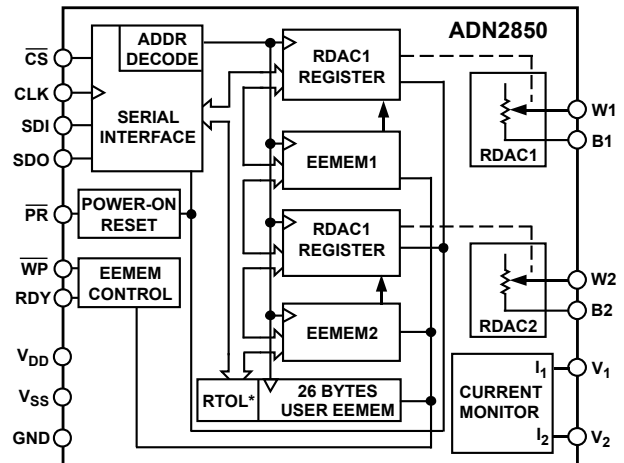 ADN2850
CS
CLK
SDI
SDO
PR
WP
RDY
VDD
VSS
GND
ADDR
DECODE
SERIAL
INTERFACE
POWER-ON
RESET
EEMEM
CONTROL
RDAC1
REGISTER
EEMEM1
RDAC1
REGISTER
EEMEM2
RTOL*
26 BYTES
USER EEMEM
RDAC1
RDAC2
CURRENT
MONITOR
I1
I2
W1
B1
W2
B2
V1
V2